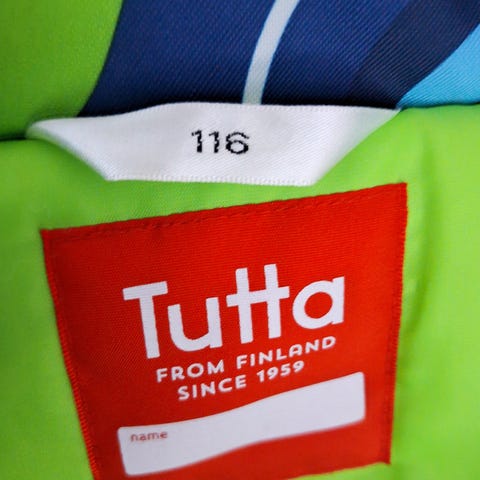 116
Tutta
FROM FINLAND
SINCE 1959
name